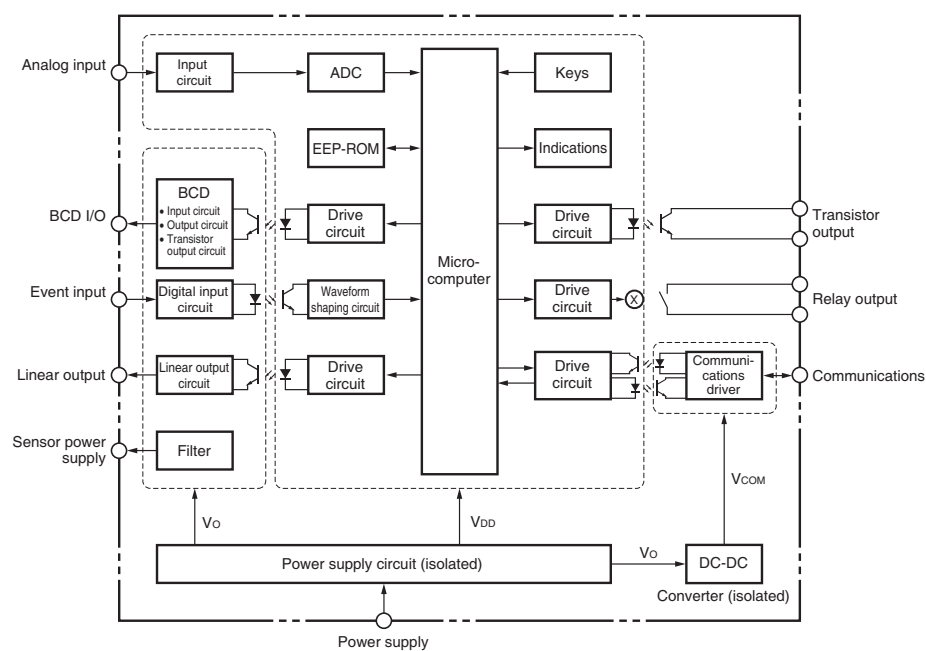 Analog input
Input
circuit
ADC
Keys
EEP-ROM
Indications
BCD I/O
BCD
• Input circuit
• Output circuit
• Transistor
output circuit
Drive
circuit
Micro-
computer
Drive
circuit
Transistor
output
Event input
Digital input
circuit
Waveform
shaping circuit
Drive
circuit
X
Relay output
Linear output
Linear output
circuit
Drive
circuit
Drive
circuit
Communi-
cations
driver
Communications
Sensor power
supply
Filter
VO
VDD
VCOM
Power supply circuit (isolated)
VO
DC-DC
Converter (isolated)
Power supply